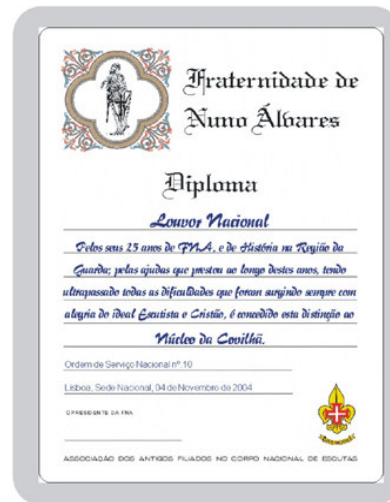 Fraternidade de
Nuno Álvares
Diploma
Louvor Nacional
Pelos seus 25 anos de FNA, e de História na Região da
Guarda; pelas ajudas que prestou ao longo destes anos, tendo
ultrapassado todas as dificuldades que foram surgindo sempre com
alegria do ideal Escutista e Cristão, é concedido esta distinção ao
Núcleo da Covilhã.
Ordem de Serviço Nacional nº 10
Lisboa, Sede Nacional, 04 de Novembro de 2004
O PRESIDENTE DA FNA
ASSOCIAÇÃO DOS ANTIGOS FILIADOS NO CORPO NACIONAL DE ESCUTAS